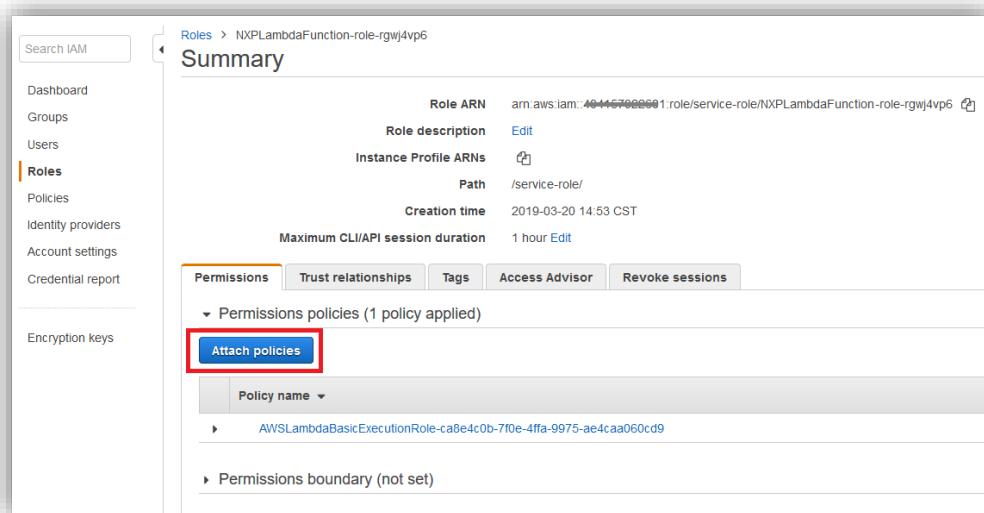 Search IAM
Dashboard
Groups
Users
Roles
Policies
Identity providers
Account settings
Credential report
Encryption keys
Roles > NXPLambdaFunction-role-rgwj4vp6
Summary
Role ARN arn:aws:iam::1:role/service-role/NXPLambdaFunction-role-rgwj4vp6
Role description Edit
Instance Profile ARNs
Path /service-role/
Creation time 2019-03-20 14:53 CST
Maximum CLI/API session duration 1 hour Edit
Permissions Trust relationships Tags Access Advisor Revoke sessions
Permissions policies (1 policy applied)
Attach policies
Policy name
AWSLambdaBasicExecutionRole-ca8e4c0b-7f0e-4ffa-9975-ae4caa060cd9
Permissions boundary (not set)